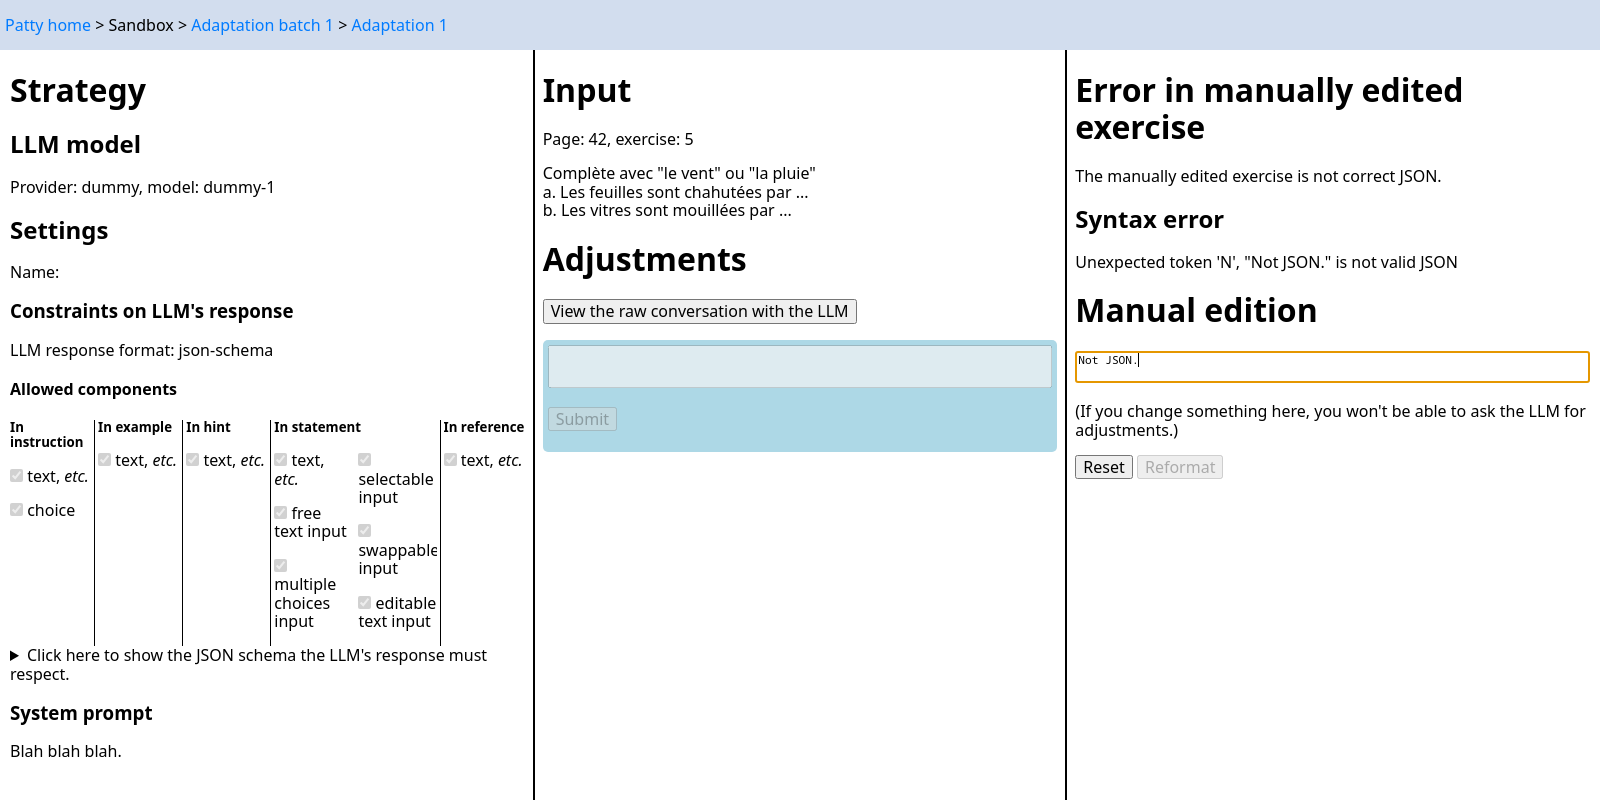 Patty home > Sandbox > Adaptation batch 1 > Adaptation 1
Strategy
LLM model
Provider: dummy, model: dummy-1
Settings
Name:
Constraints on LLM's response
LLM response format: json-schema
Allowed components
In
instruction
text, etc.
choice
In example
text, etc.
In hint
text, etc.
In statement
text,
etc.
free
text input
multiple
choices
input
selectable
input
swappable
input
editable
text input
In reference
text, etc.
Click here to show the JSON schema the LLM's response must
respect.
System prompt
Blah blah blah.
Input
Page: 42, exercise: 5
Complète avec "le vent" ou "la pluie"
a. Les feuilles sont chahutées par ...
b. Les vitres sont mouillées par ...
Adjustments
View the raw conversation with the LLM
Submit
Error in manually edited
exercise
The manually edited exercise is not correct JSON.
Syntax error
Unexpected token 'N', "Not JSON." is not valid JSON
Manual edition
Not JSON.
(If you change something here, you won't be able to ask the LLM for
adjustments.)
Reset Reformat